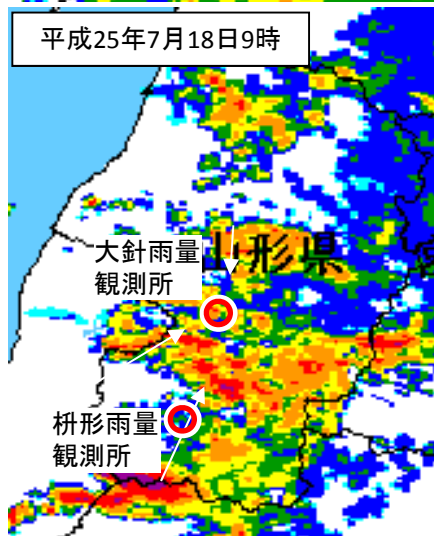 平成25年7月18日9時
山形県
大針雨量
観測所
枡形雨量
観測所